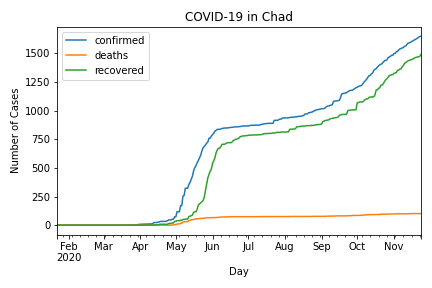 COVID-19 in Chad
confirmed
deaths
recovered
Number of Cases
1500
1250
1000
750
500
250
0
Feb Mar Apr May Jun Jul Aug Sep Oct Nov
2020
Day